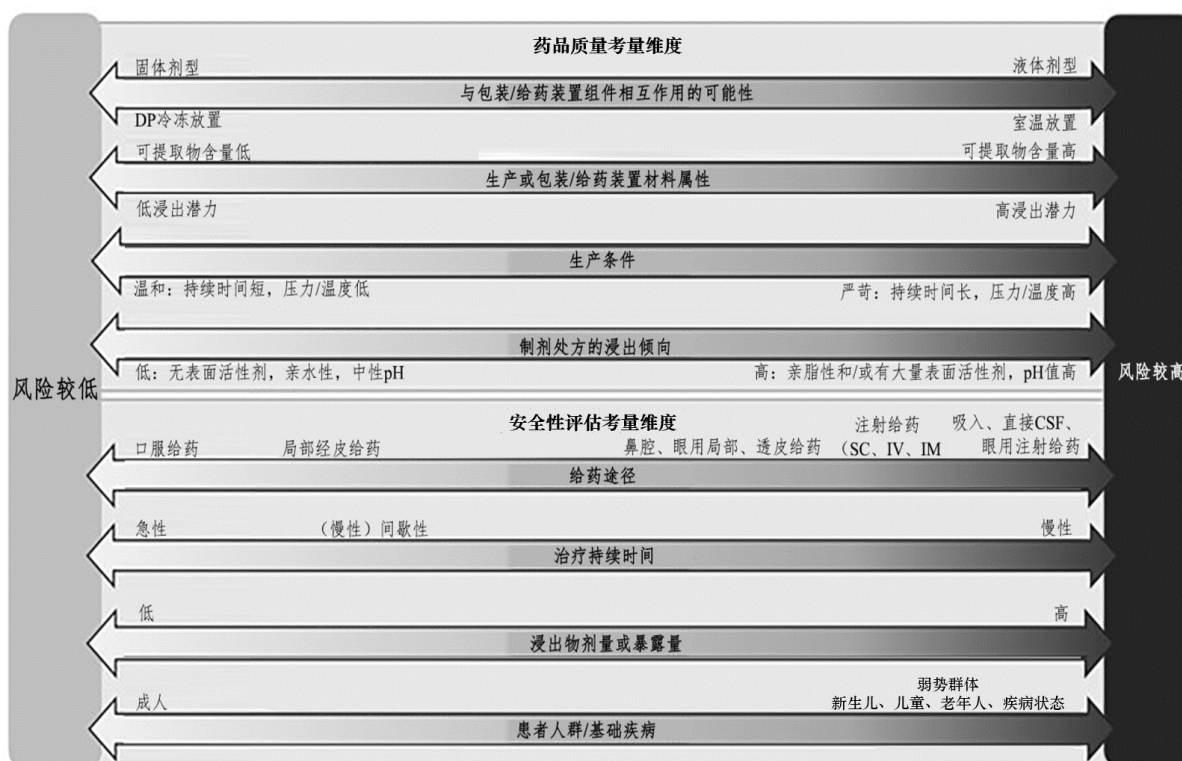 药品质量考量维度
固体剂型
液体剂型
与包装/给药装置组件相互作用的可能性
DP冷冻放置
室温放置
可提取物含量低
可提取物含量高
生产或包装/给药装置材料属性
低浸出潜力
高浸出潜力
生产条件
温和：持续时间短，压力/温度低
严苛：持续时间长，压力/温度高
制剂处方的浸出倾向
低：无表面活性剂，亲水性，中性pH
高：亲脂性和/或有大量表面活性剂，pH值高
风险较低
风险较高
安全性评估考量维度
口服给药
局部经皮给药
鼻腔、眼用局部、透皮给药
注射给药
（SC、IV、IM
吸入、直接CSF、
眼用注射给药
给药途径
急性
（慢性）间歇性
慢性
治疗持续时间
低
高
浸出物剂量或暴露量
成人
弱势群体
新生儿、儿童、老年人、疾病状态
患者人群/基础疾病